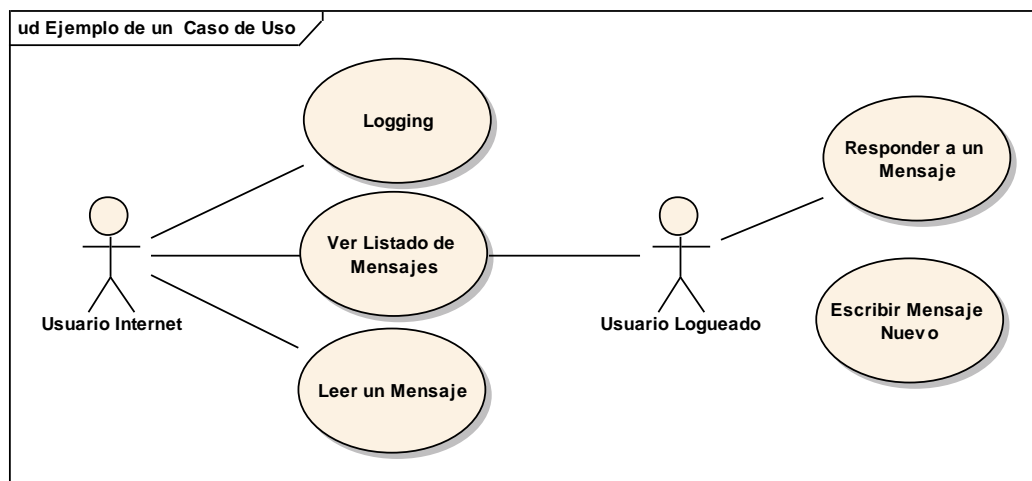 ud Ejemplo de un Caso de Uso
Logging
Responder a un
Mensaje
Ver Listado de
Mensajes
Usuario Internet
Usuario Logueado
Escribir Mensaje
Nuevo
Leer un Mensaje